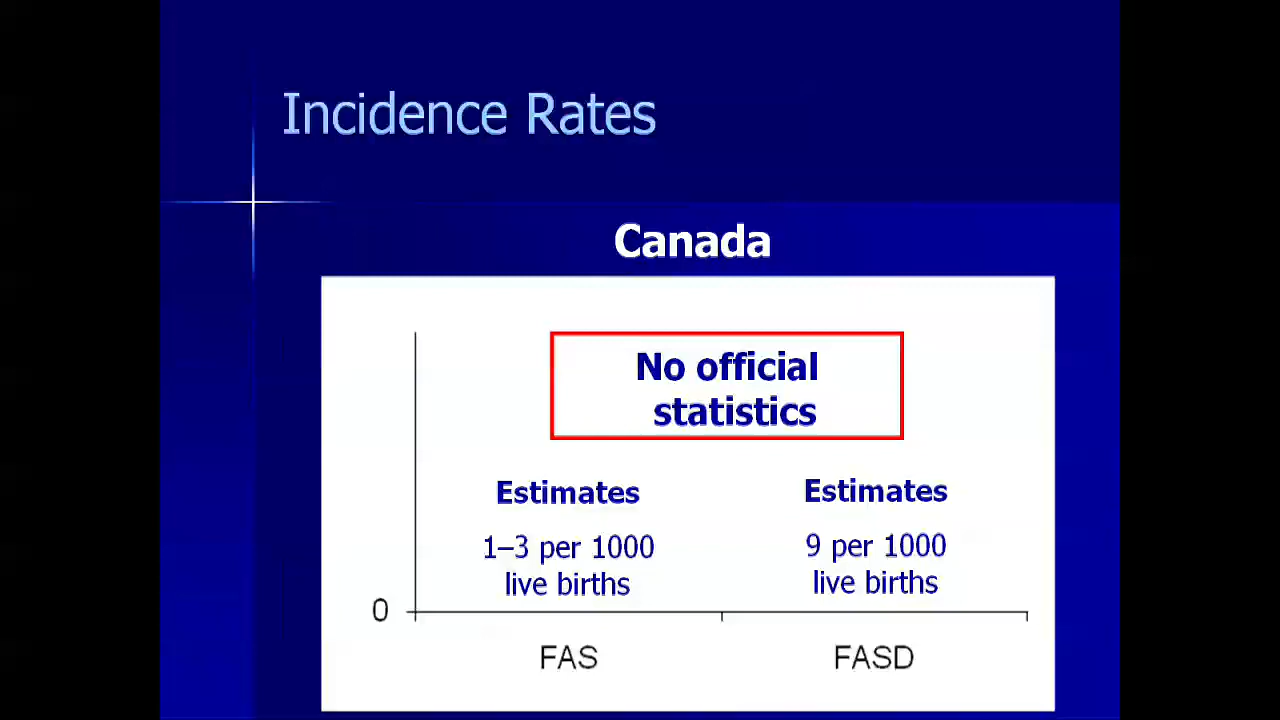 Incidence Rates
Canada
No official
statistics
Estimates
1–3 per 1000
live births
Estimates
9 per 1000
live births
0
FAS
FASD